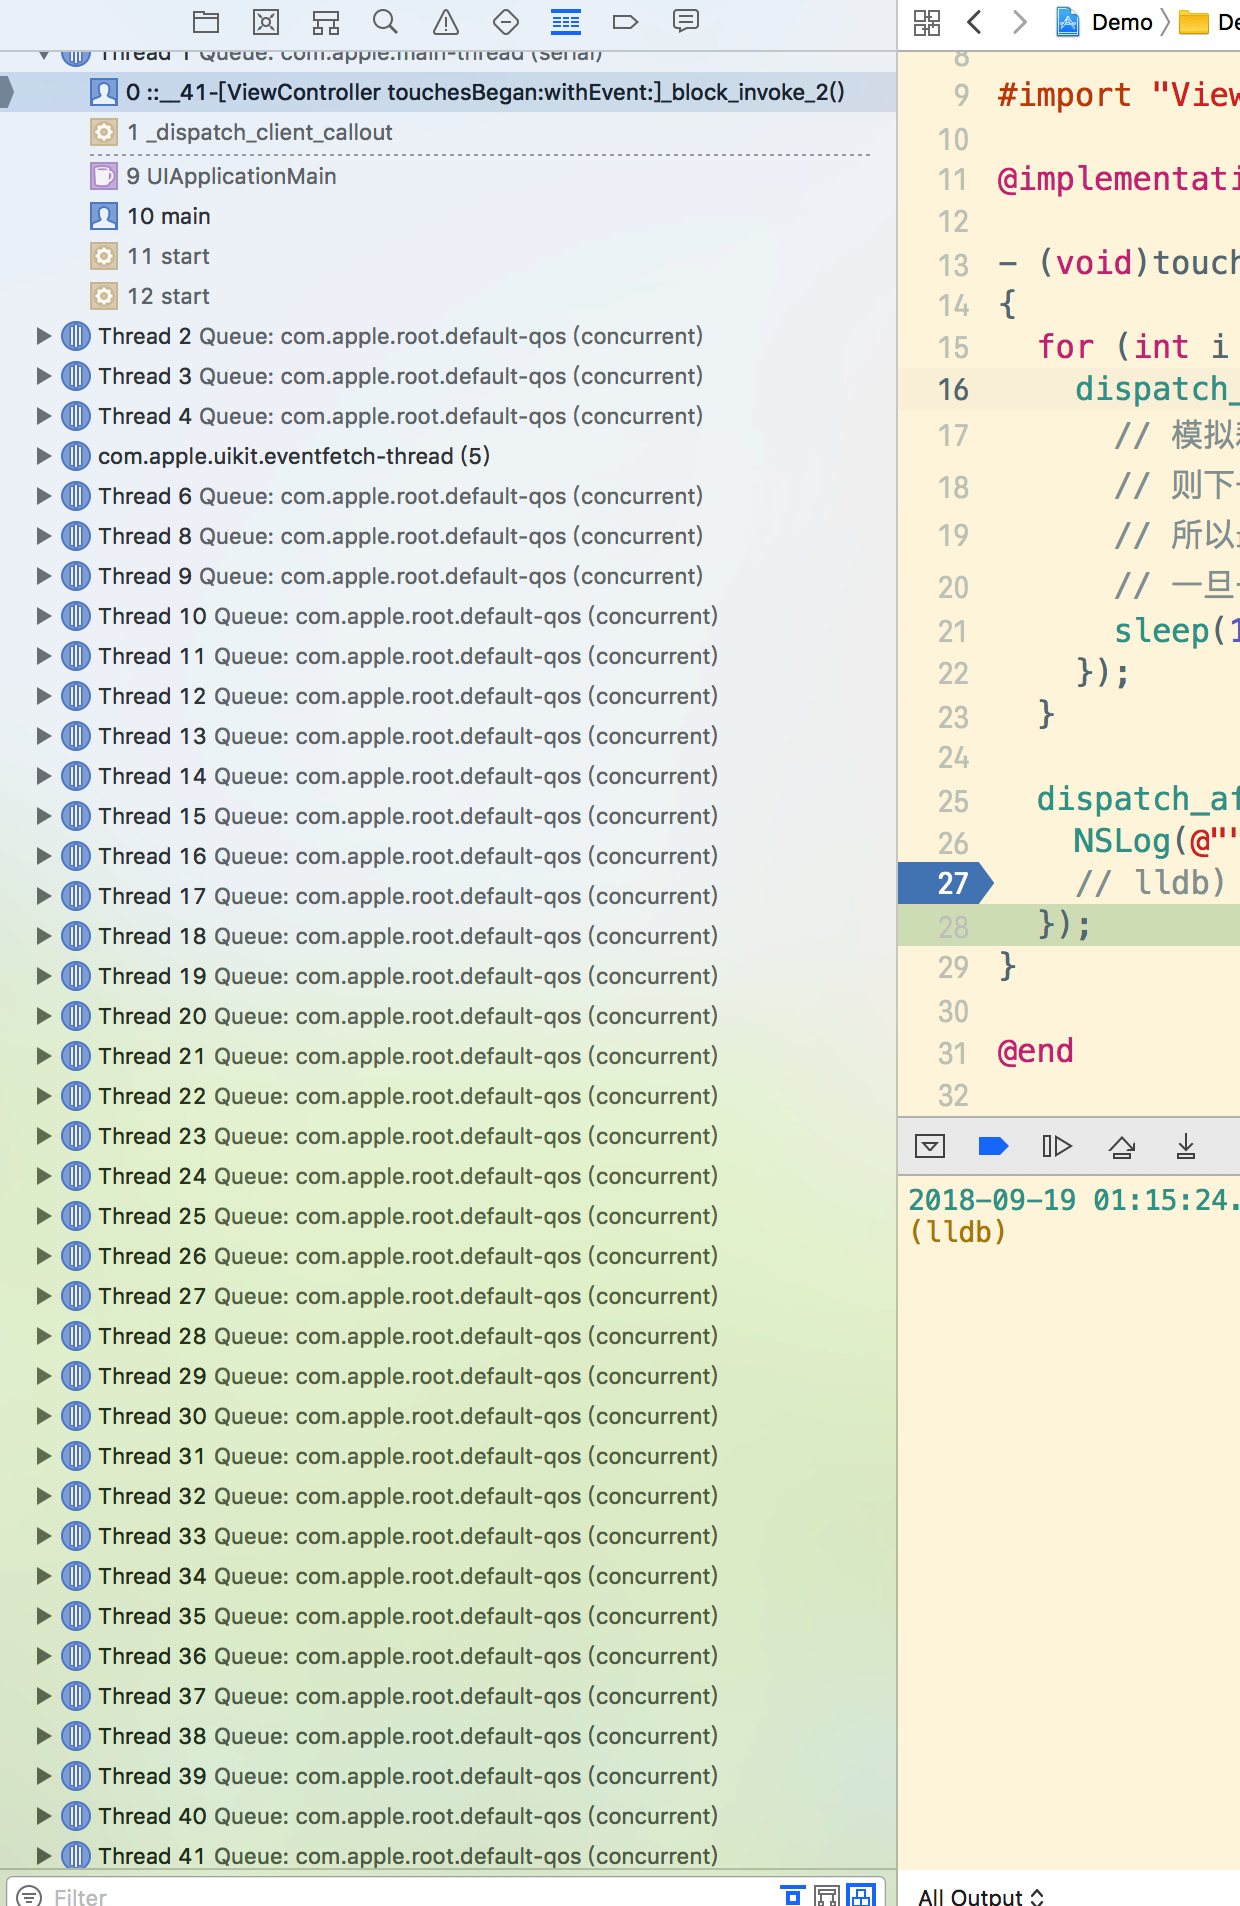 Thread 1 Queue: com.apple.main-thread (serial)
0 ::__41-[ViewController touchesBegan:withEvent:]_block_invoke_2()
1 _dispatch_client_callout
9 UIApplicationMain
10 main
11 start
12 start
Thread 2 Queue: com.apple.root.default-qos (concurrent)
Thread 3 Queue: com.apple.root.default-qos (concurrent)
Thread 4 Queue: com.apple.root.default-qos (concurrent)
com.apple.uikit.eventfetch-thread (5)
Thread 6 Queue: com.apple.root.default-qos (concurrent)
Thread 8 Queue: com.apple.root.default-qos (concurrent)
Thread 9 Queue: com.apple.root.default-qos (concurrent)
Thread 10 Queue: com.apple.root.default-qos (concurrent)
Thread 11 Queue: com.apple.root.default-qos (concurrent)
Thread 12 Queue: com.apple.root.default-qos (concurrent)
Thread 13 Queue: com.apple.root.default-qos (concurrent)
Thread 14 Queue: com.apple.root.default-qos (concurrent)
Thread 15 Queue: com.apple.root.default-qos (concurrent)
Thread 16 Queue: com.apple.root.default-qos (concurrent)
Thread 17 Queue: com.apple.root.default-qos (concurrent)
Thread 18 Queue: com.apple.root.default-qos (concurrent)
Thread 19 Queue: com.apple.root.default-qos (concurrent)
Thread 20 Queue: com.apple.root.default-qos (concurrent)
Thread 21 Queue: com.apple.root.default-qos (concurrent)
Thread 22 Queue: com.apple.root.default-qos (concurrent)
Thread 23 Queue: com.apple.root.default-qos (concurrent)
Thread 24 Queue: com.apple.root.default-qos (concurrent)
Thread 25 Queue: com.apple.root.default-qos (concurrent)
Thread 26 Queue: com.apple.root.default-qos (concurrent)
Thread 27 Queue: com.apple.root.default-qos (concurrent)
Thread 28 Queue: com.apple.root.default-qos (concurrent)
Thread 29 Queue: com.apple.root.default-qos (concurrent)
Thread 30 Queue: com.apple.root.default-qos (concurrent)
Thread 31 Queue: com.apple.root.default-qos (concurrent)
Thread 32 Queue: com.apple.root.default-qos (concurrent)
Thread 33 Queue: com.apple.root.default-qos (concurrent)
Thread 34 Queue: com.apple.root.default-qos (concurrent)
Thread 35 Queue: com.apple.root.default-qos (concurrent)
Thread 36 Queue: com.apple.root.default-qos (concurrent)
Thread 37 Queue: com.apple.root.default-qos (concurrent)
Thread 38 Queue: com.apple.root.default-qos (concurrent)
Thread 39 Queue: com.apple.root.default-qos (concurrent)
Thread 40 Queue: com.apple.root.default-qos (concurrent)
Thread 41 Queue: com.apple.root.default-qos (concurrent)
Filter
Demo De
8
9 #import "View
10
11 @implementati
12
13 - (void)touch
14 {
15 for (int i
16 dispatch_
17 // 模拟
18 // 则下
19 // 所以
20 // 一旦
21 sleep(1
22 });
23 }
24
25 dispatch_af
26 NSLog(@""
27 // lldb)
28 });
29 }
30
31 @end
32
2018-09-19 01:15:24.
(lldb)
All Output